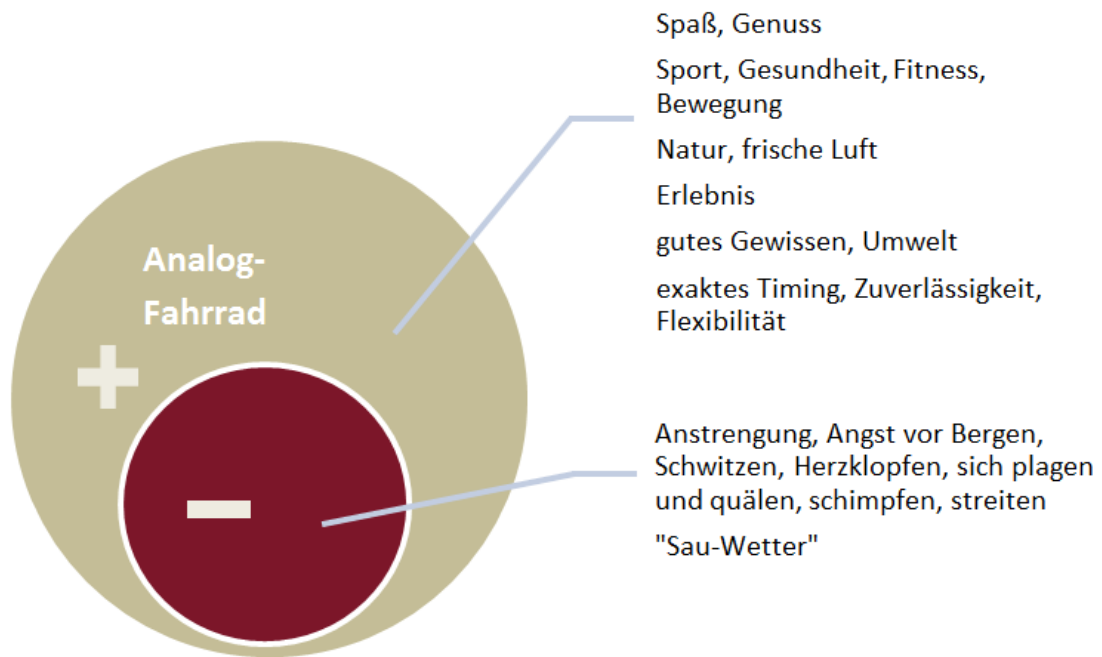 Spaß, Genuss
Sport, Gesundheit, Fitness,
Bewegung
Natur, frische Luft
Erlebnis
gutes Gewissen, Umwelt
exaktes Timing, Zuverlässigkeit,
Flexibilität
Analog-
Fahrrad
+
Anstrengung, Angst vor Bergen,
Schwitzen, Herzklopfen, sich plagen
und quälen, schimpfen, streiten
"Sau-Wetter"
−